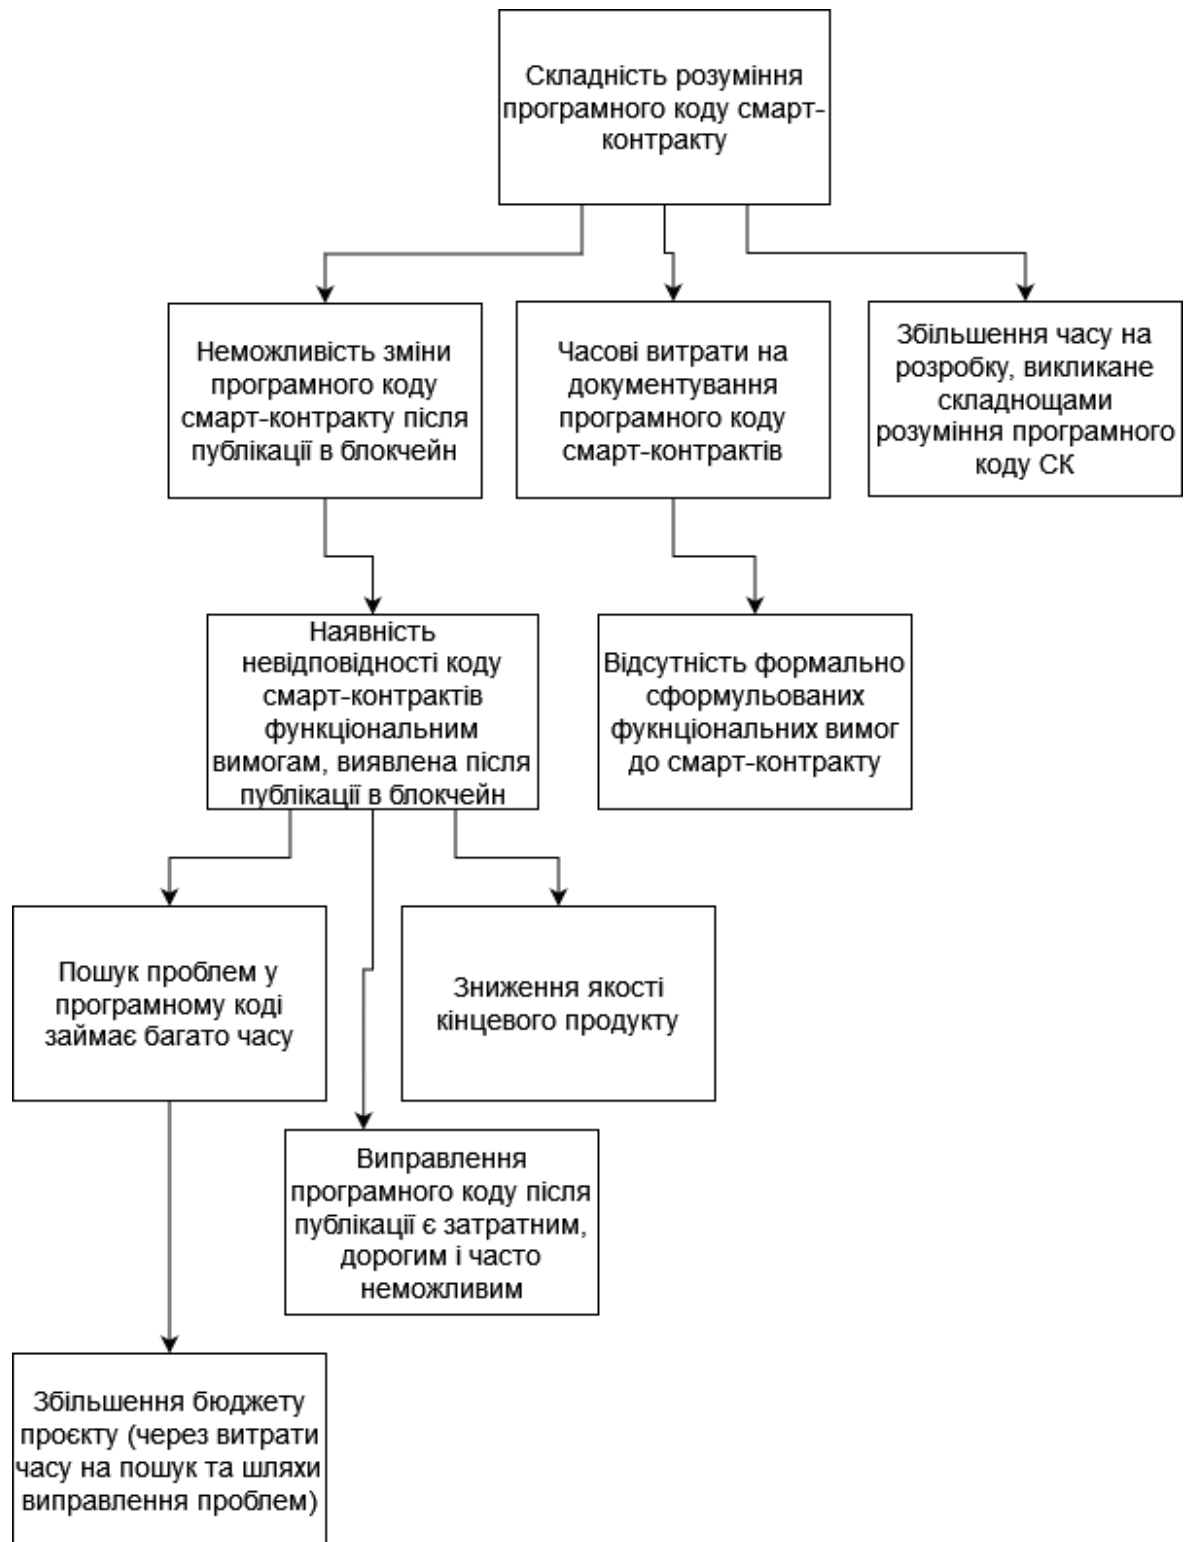 Складність розуміння
програмного коду смарт-
контракту
Неможливість зміни
програмного коду
смарт-контракту після
публікації в блокчейн
Часові витрати на
документування
програмного коду
смарт-контрактів
Збільшення часу на
розробку, викликане
складнощами
розуміння програмного
коду СК
Наявність
невідповідності коду
смарт-контрактів
функціональним
вимогам, виявлена після
публікації в блокчейн
Відсутність формально
сформульованих
фукнціональних вимог
до смарт-контракту
Пошук проблем у
програмному коді
займає багато часу
Зниження якості
кінцевого продукту
Виправлення
програмного коду після
публікації є затратним,
дорогим і часто
неможливим
Збільшення бюджету
проєкту (через витрати
часу на пошук та шляхи
виправлення проблем)